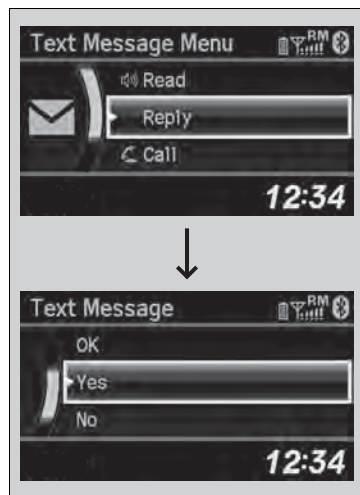 Text Message Menu RM
Read
Reply
Call
12:34
Text Message RM
OK
Yes
No
12:34